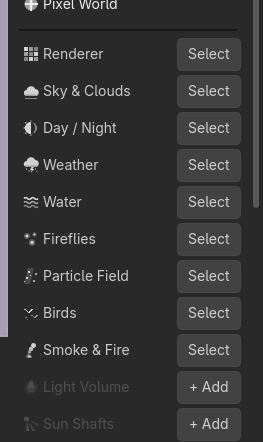 Pixel World
Renderer Select
Sky & Clouds Select
Day / Night Select
Weather Select
Water Select
Fireflies Select
Particle Field Select
Birds Select
Smoke & Fire Select
Light Volume + Add
Sun Shafts + Add